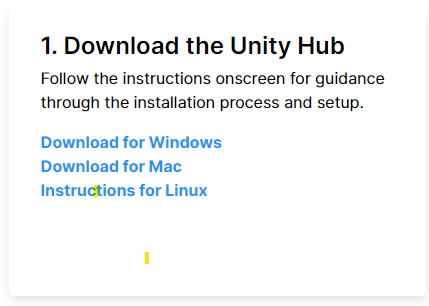 1. Download the Unity Hub
Follow the instructions onscreen for guidance
through the installation process and setup.
Download for Windows
Download for Mac
Instructions for Linux